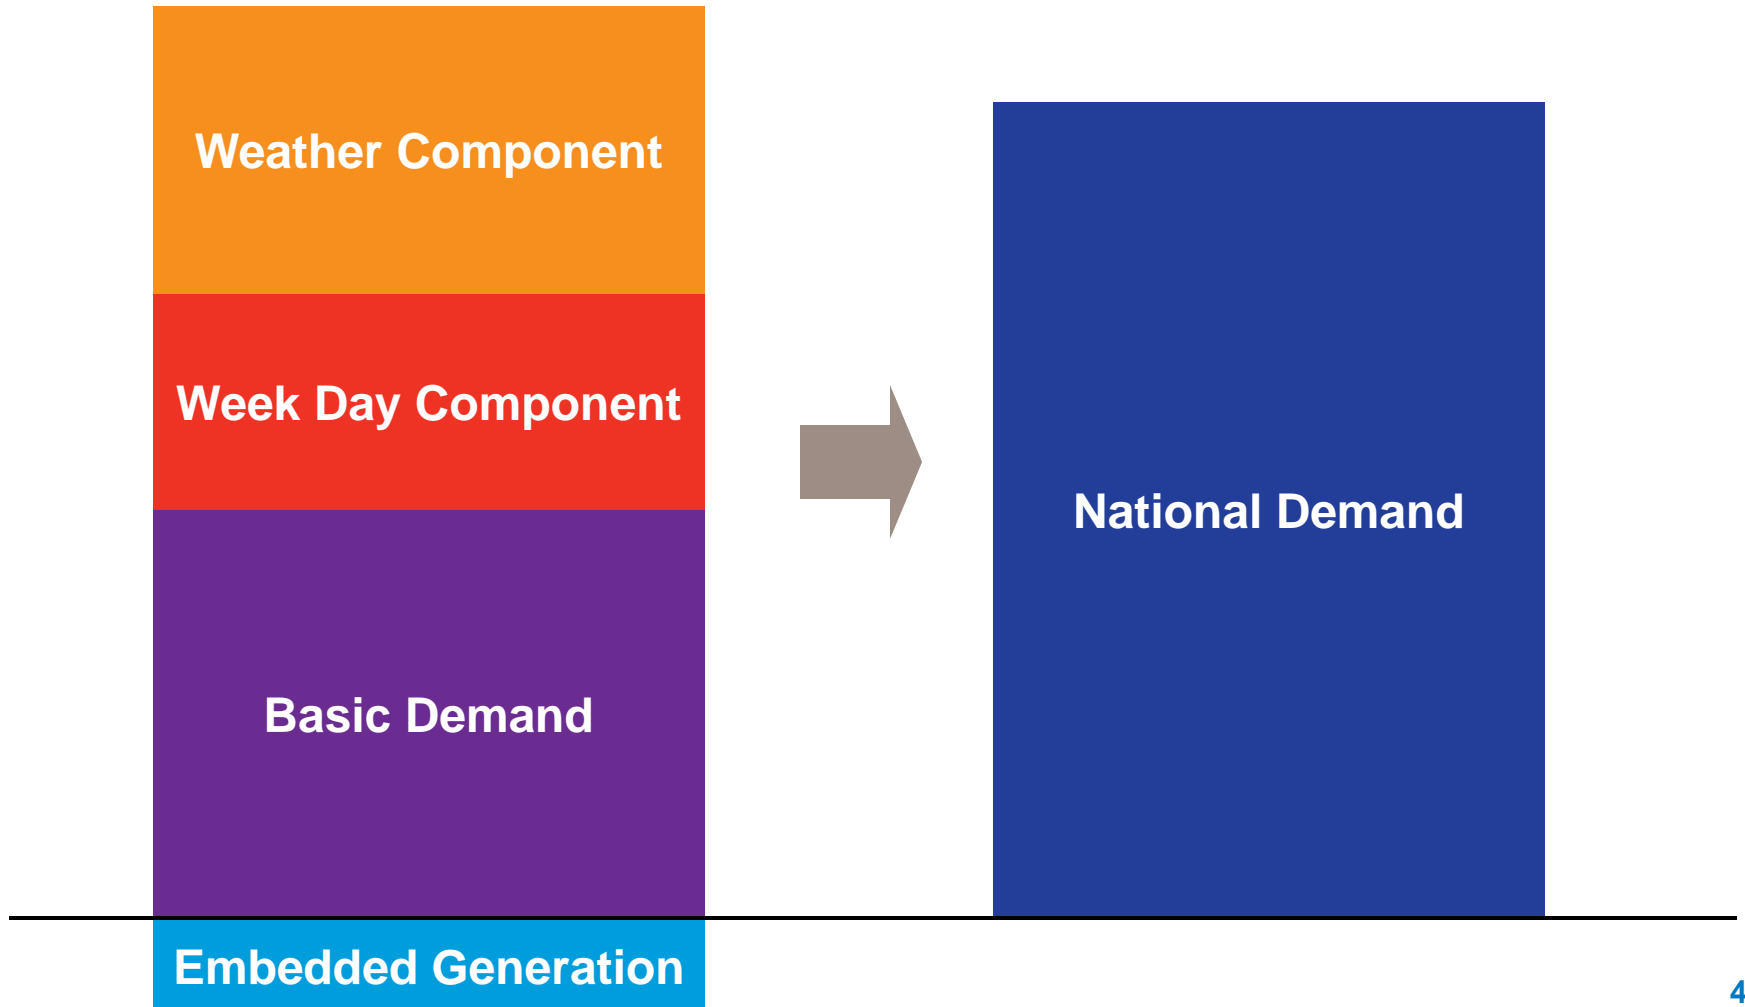 Weather Component
Week Day Component
National Demand
Basic Demand
Embedded Generation
4